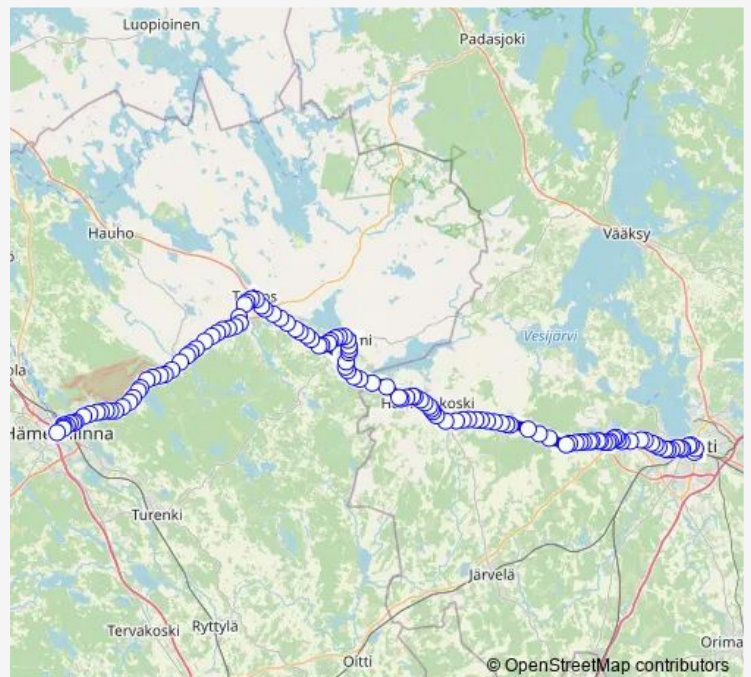 Luopioinen
Padasjoki
Hauho
Vääksy
Vesijärvi
Turenki
Järvelä
Tervakoski
Ryttylä
Oitti
Orima
© OpenStreetMap contributors